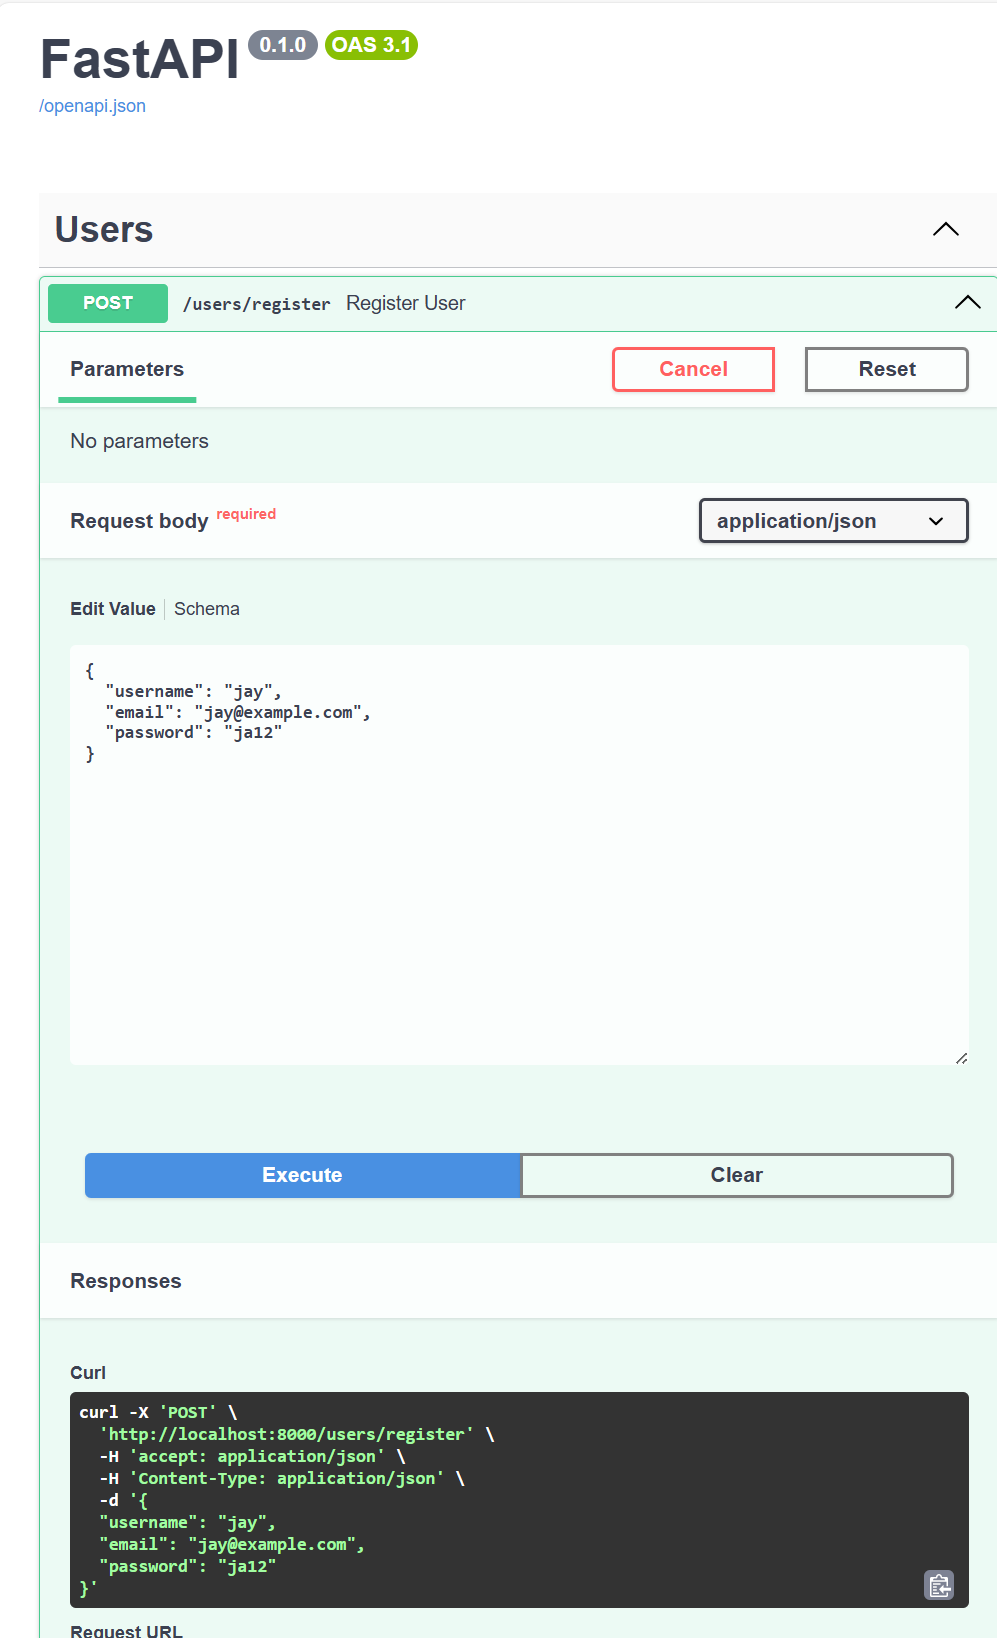 FastAPI 0.1.0 OAS 3.1
/openapi.json
Users
POST /users/register Register User
Parameters Cancel Reset
No parameters
Request body required application/json
Edit Value Schema
{
"username": "jay",
"email": "jay@example.com",
"password": "ja12"
}
Execute Clear
Responses
Curl
curl -X 'POST' \
'http://localhost:8000/users/register' \
-H 'accept: application/json' \
-H 'Content-Type: application/json' \
-d '{
"username": "jay",
"email": "jay@example.com",
"password": "ja12"
}'
Request URL